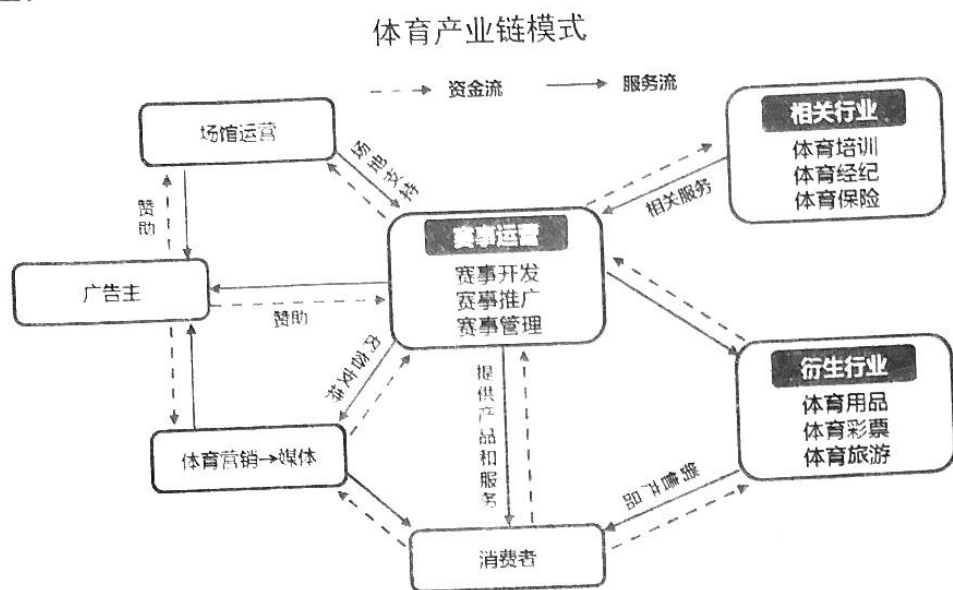 体育产业链模式
资金流
服务流
场馆运营
场地支持
相关行业
体育培训
体育经纪
体育保险
相关服务
赞助
赛事运营
赛事开发
赛事推广
赛事管理
广告主
赞助
内容支持
提供产品和服务
衍生行业
体育用品
体育彩票
体育旅游
体育营销→媒体
销售产品
消费者